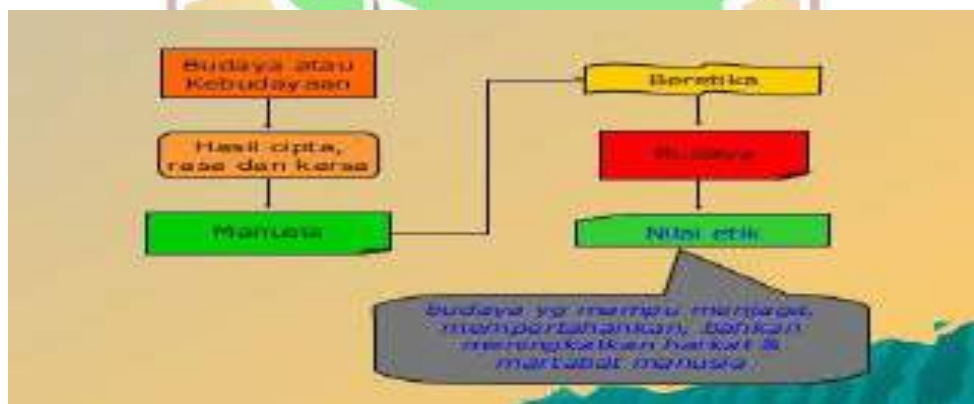 Budaya atau
Kebudayaan
Hasil cipta,
rasa dan karsa
Manusia
Beretika
Budaya
Nilai etik
budaya yg mampu menjaga,
mempertahankan, bahkan
meningkatkan harkat &
martabat manusia